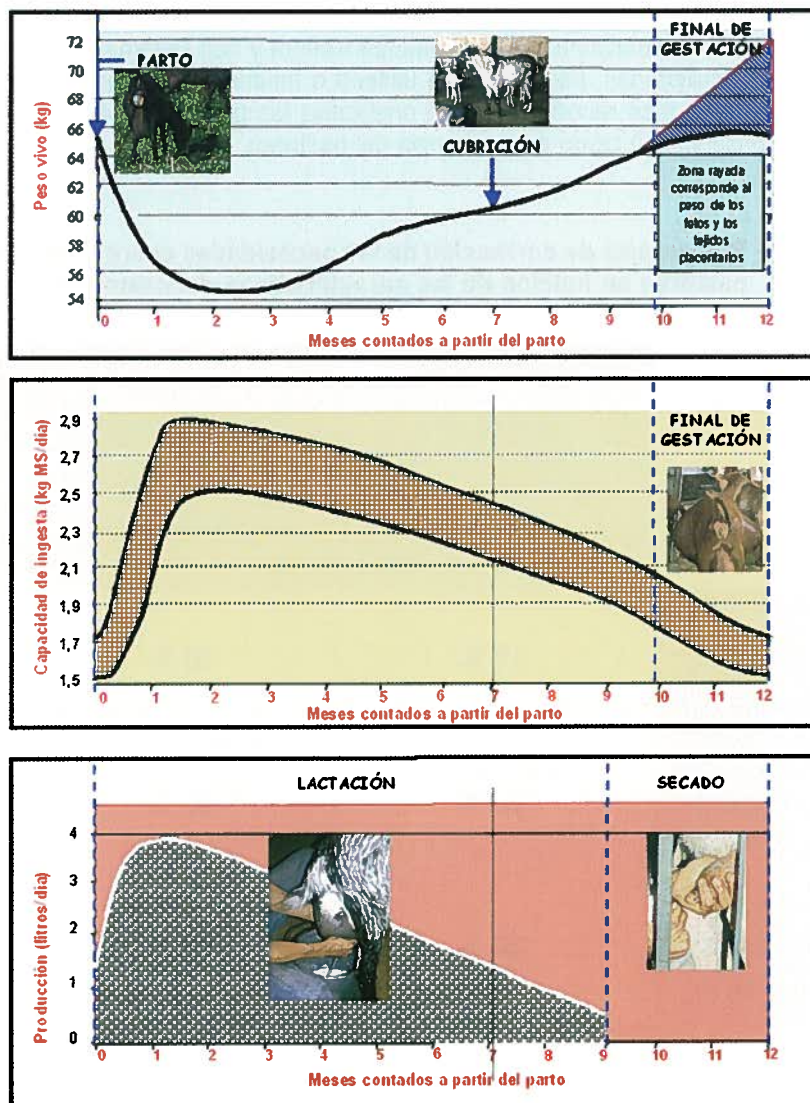 FINAL DE
GESTACIÓN
PARTO
CUBRICIÓN
Zona rayada
corresponde al
peso de los
fetos y los
tejidos
placentarios
Peso vivo (kg)
72
70
68
66
64
62
60
58
56
54
0 1 2 3 4 5 6 7 8 9 10 11 12
Meses contados a partir del parto
FINAL DE
GESTACIÓN
Capacidad de ingesta (kg MS/día)
2,9
2,7
2,5
2,3
2,1
1,9
1,7
1,5
0 1 2 3 4 5 6 7 8 9 10 11 12
Meses contados a partir del parto
LACTACIÓN
SECADO
Producción (litros/día)
4
3
2
1
0
0 1 2 3 4 5 6 7 8 9 10 11 12
Meses contados a partir del parto